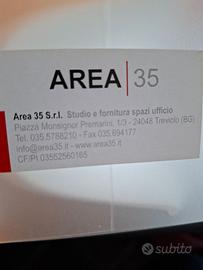 AREA 35
Area 35 S.r.l. Studio e fornitura spazi ufficio
Piazza Monsignor Premarini, 1/3 - 24048 Treviolo (BG)
Tel. 035.5788210 - Fax 035.694177
info@area35.it - www.area35.it
CF/PI 03552560165
subito